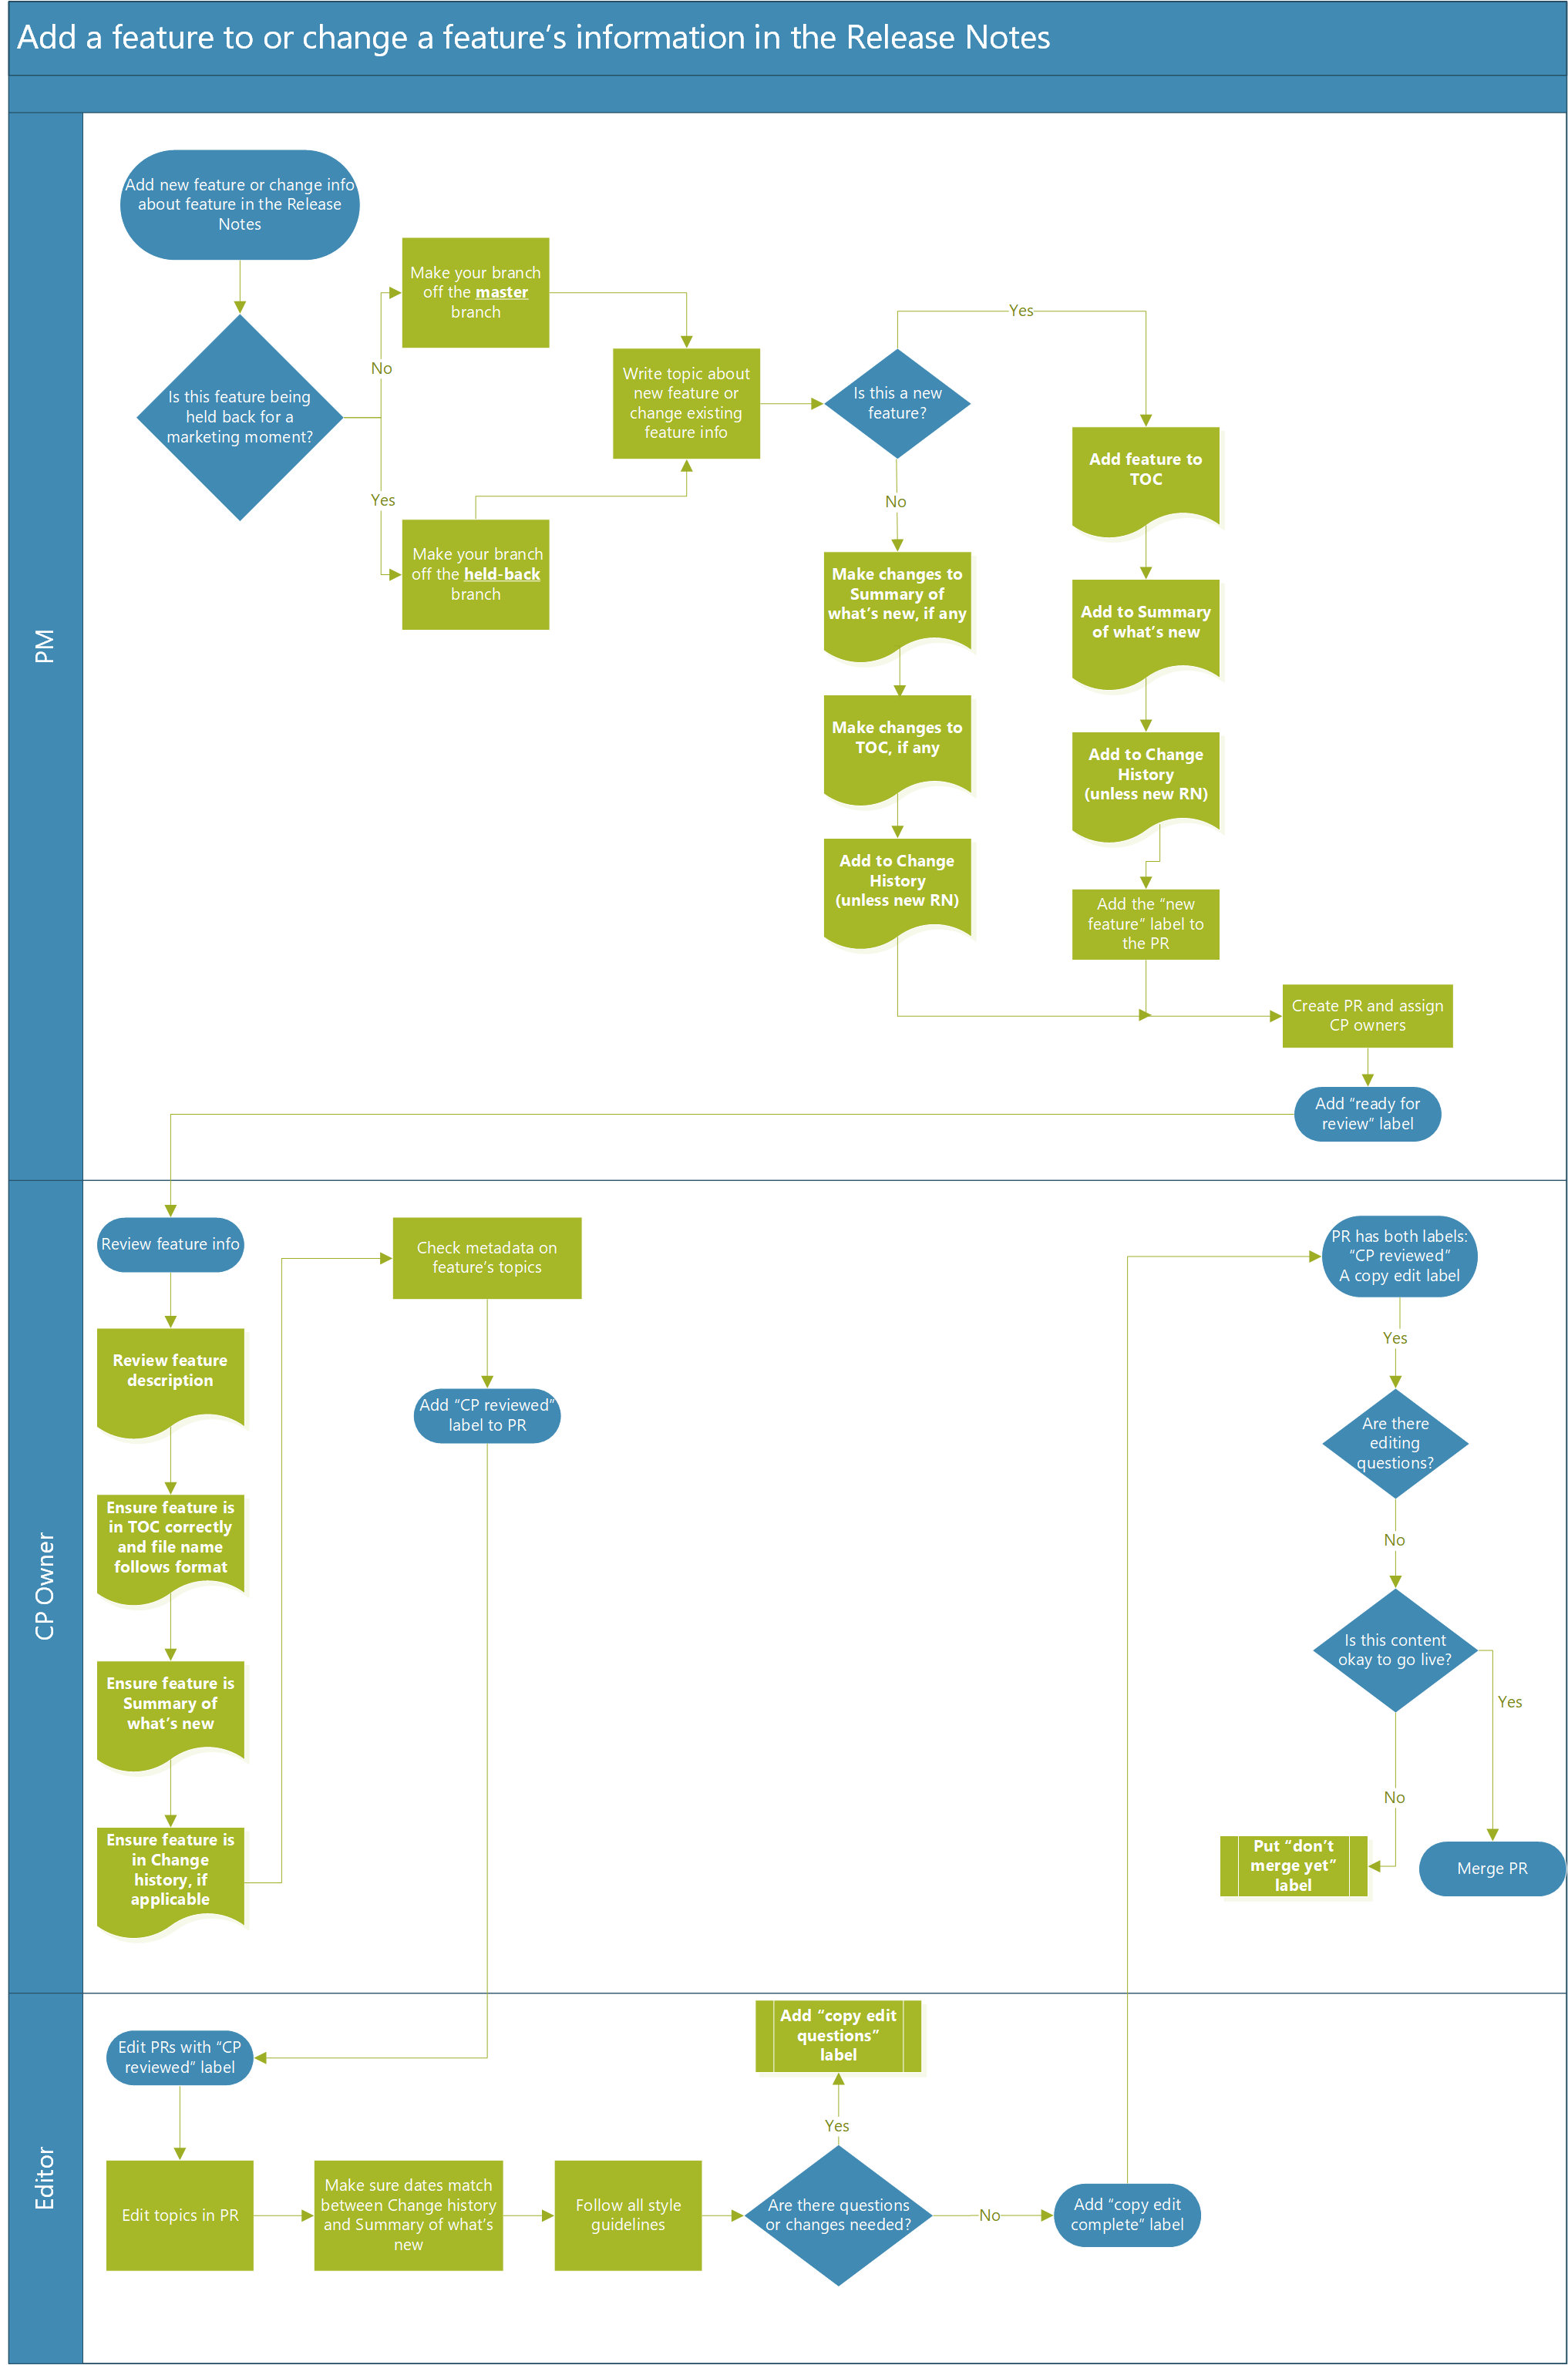 Add a feature to or change a feature’s information in the Release Notes
PM
Add new feature or change info
about feature in the Release
Notes
Is this feature being
held back for a
marketing moment?
No
Yes
Make your branch
off the master
branch
Make your branch
off the held-back
branch
Write topic about
new feature or
change existing
feature info
Is this a new
feature?
Yes
No
Make changes to
Summary of
what’s new, if any
Make changes to
TOC, if any
Add to Change
History
(unless new RN)
Add feature to
TOC
Add to Summary
of what’s new
Add to Change
History
(unless new RN)
Add the “new
feature” label to
the PR
Create PR and assign
CP owners
Add “ready for
review” label
CP Owner
Review feature info
Review feature
description
Ensure feature is
in TOC correctly
and file name
follows format
Ensure feature is
Summary of
what’s new
Ensure feature is
in Change
history, if
applicable
Check metadata on
feature’s topics
Add “CP reviewed”
label to PR
PR has both labels:
“CP reviewed”
A copy edit label
Yes
Are there
editing
questions?
No
Is this content
okay to go live?
Yes
No
Put “don’t
merge yet”
label
Merge PR
Editor
Edit PRs with “CP
reviewed” label
Edit topics in PR
Make sure dates match
between Change history
and Summary of what’s
new
Follow all style
guidelines
Are there questions
or changes needed?
Yes
Add “copy edit
questions”
label
No
Add “copy edit
complete” label